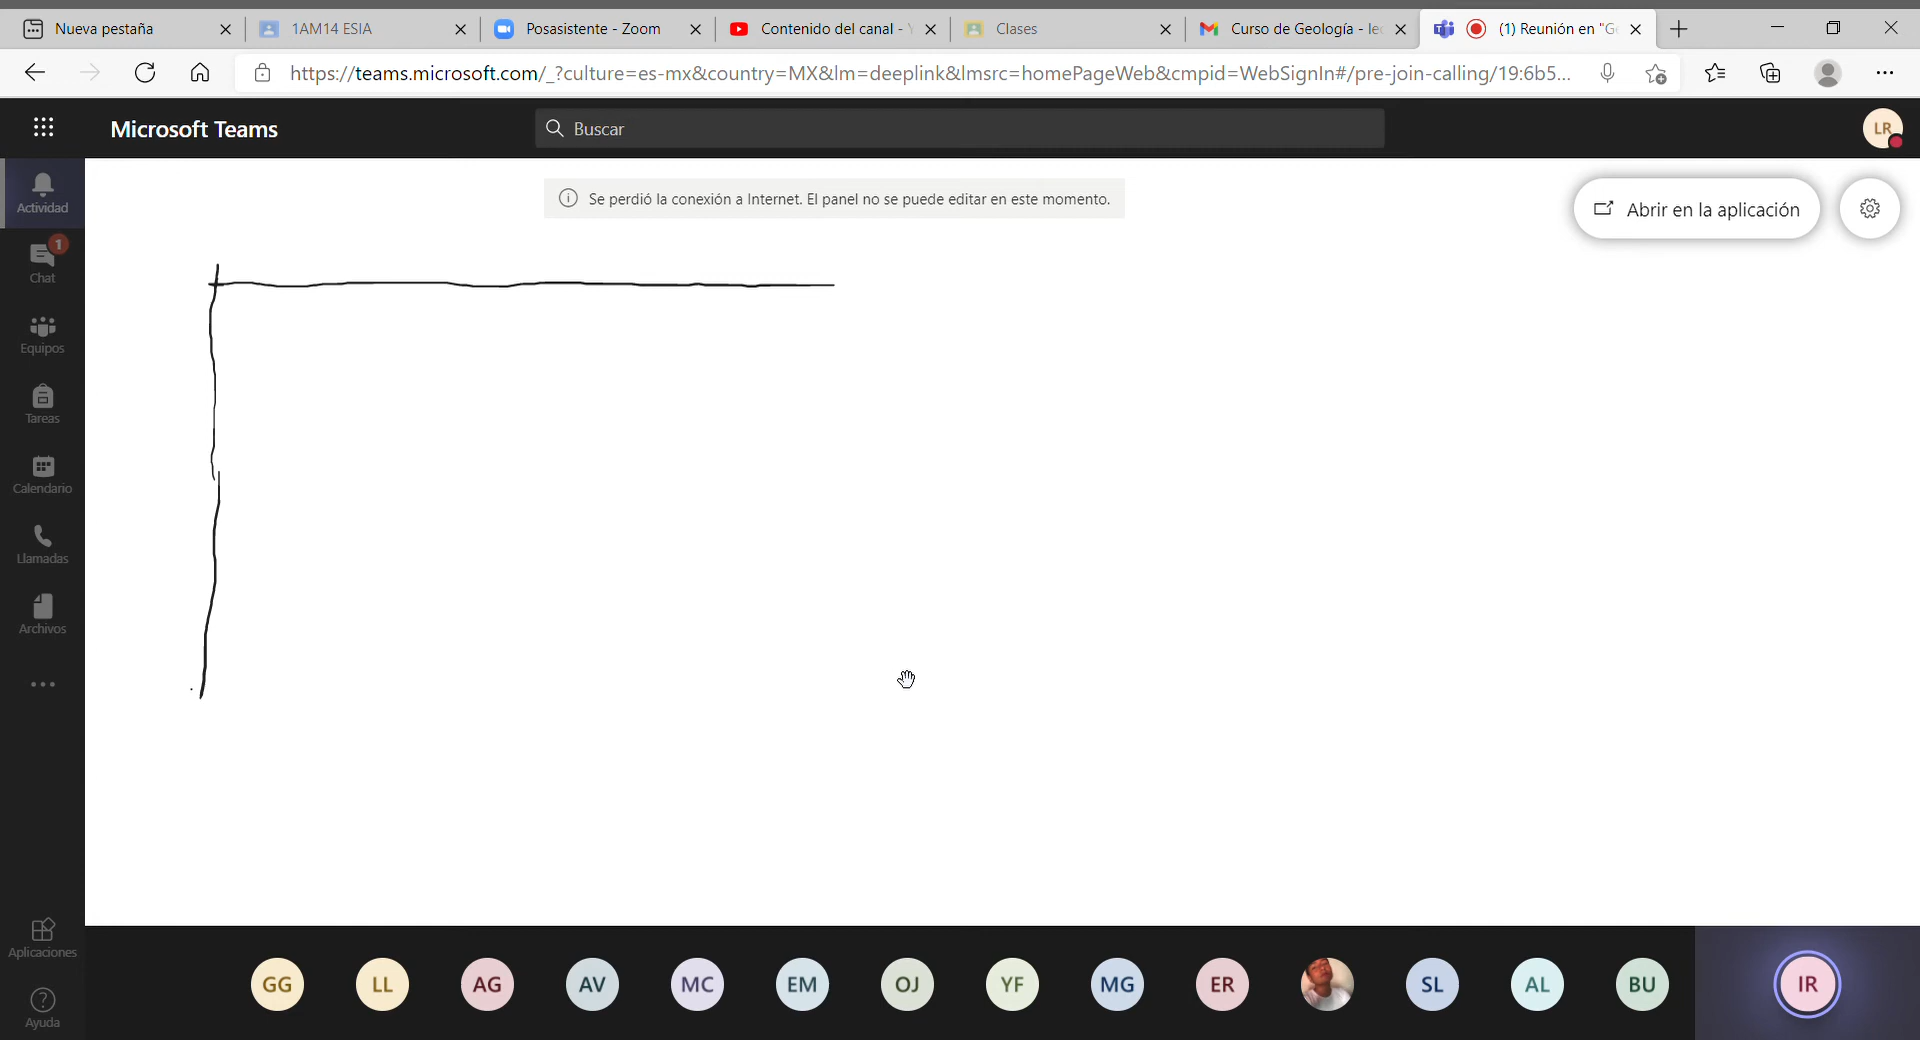 Nueva pestaña
1AM14 ESIA
Posasistente - Zoom
Contenido del canal - Y
Clases
Curso de Geología - lec
(1) Reunión en "Ge
https://teams.microsoft.com/_?culture=es-mx&country=MX&lm=deeplink&lmsrc=homePageWeb&cmpid=WebSignIn#/pre-join-calling/19:6b5...
Microsoft Teams
Buscar
LR
Actividad
Se perdió la conexión a Internet. El panel no se puede editar en este momento.
Abrir en la aplicación
1
Chat
Equipos
Tareas
Calendario
Llamadas
Archivos
Aplicaciones
Ayuda
GG LL AG AV MC EM OJ YF MG ER SL AL BU IR